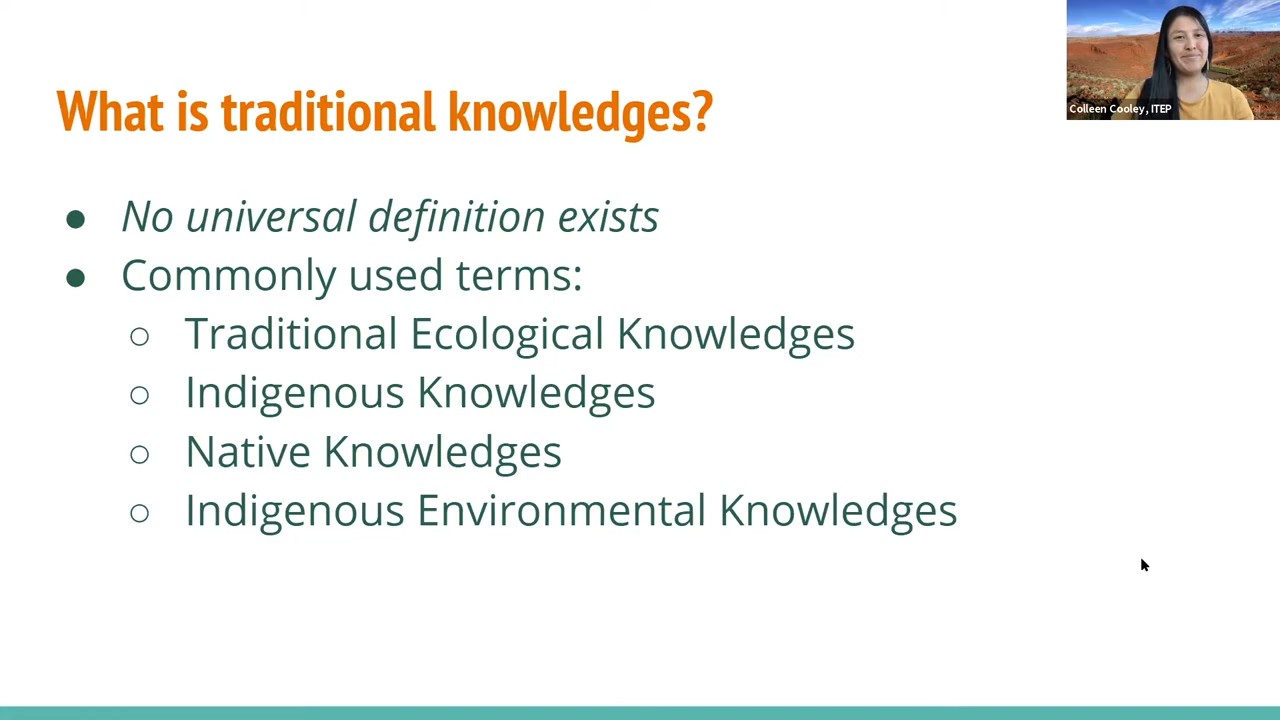 What is traditional knowledges?
Colleen Cooley, ITEP
● No universal definition exists
● Commonly used terms:
○ Traditional Ecological Knowledges
○ Indigenous Knowledges
○ Native Knowledges
○ Indigenous Environmental Knowledges